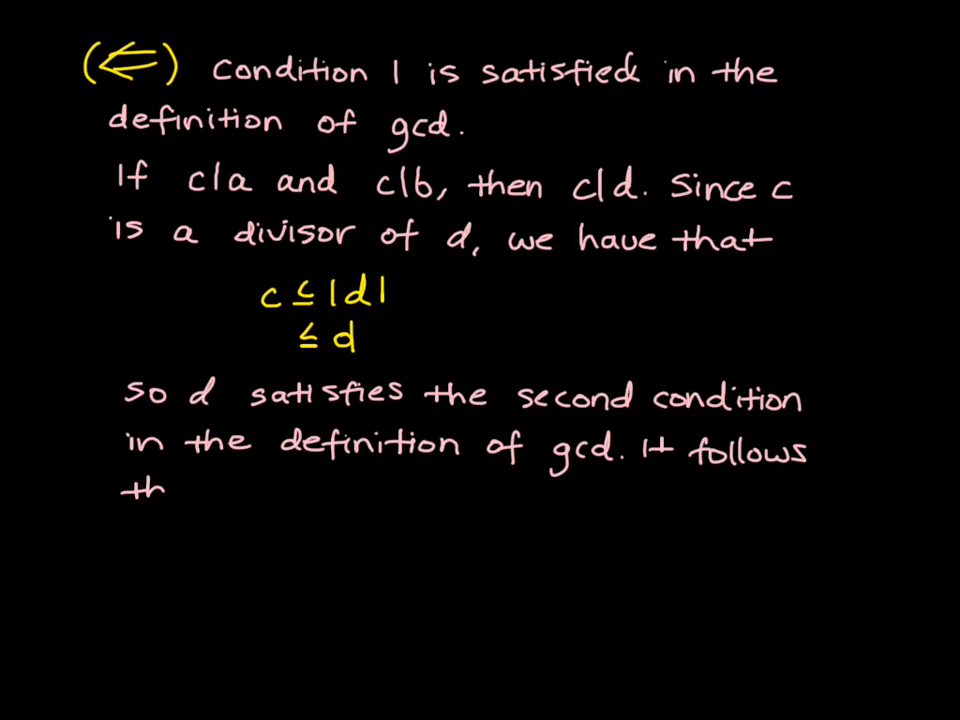 (⇐) Condition 1 is satisfied in the
definition of gcd.
If c|a and c|b, then c|d. Since c
is a divisor of d, we have that
c ≤ |d|
≤ d
So d satisfies the second condition
in the definition of gcd. It follows
th